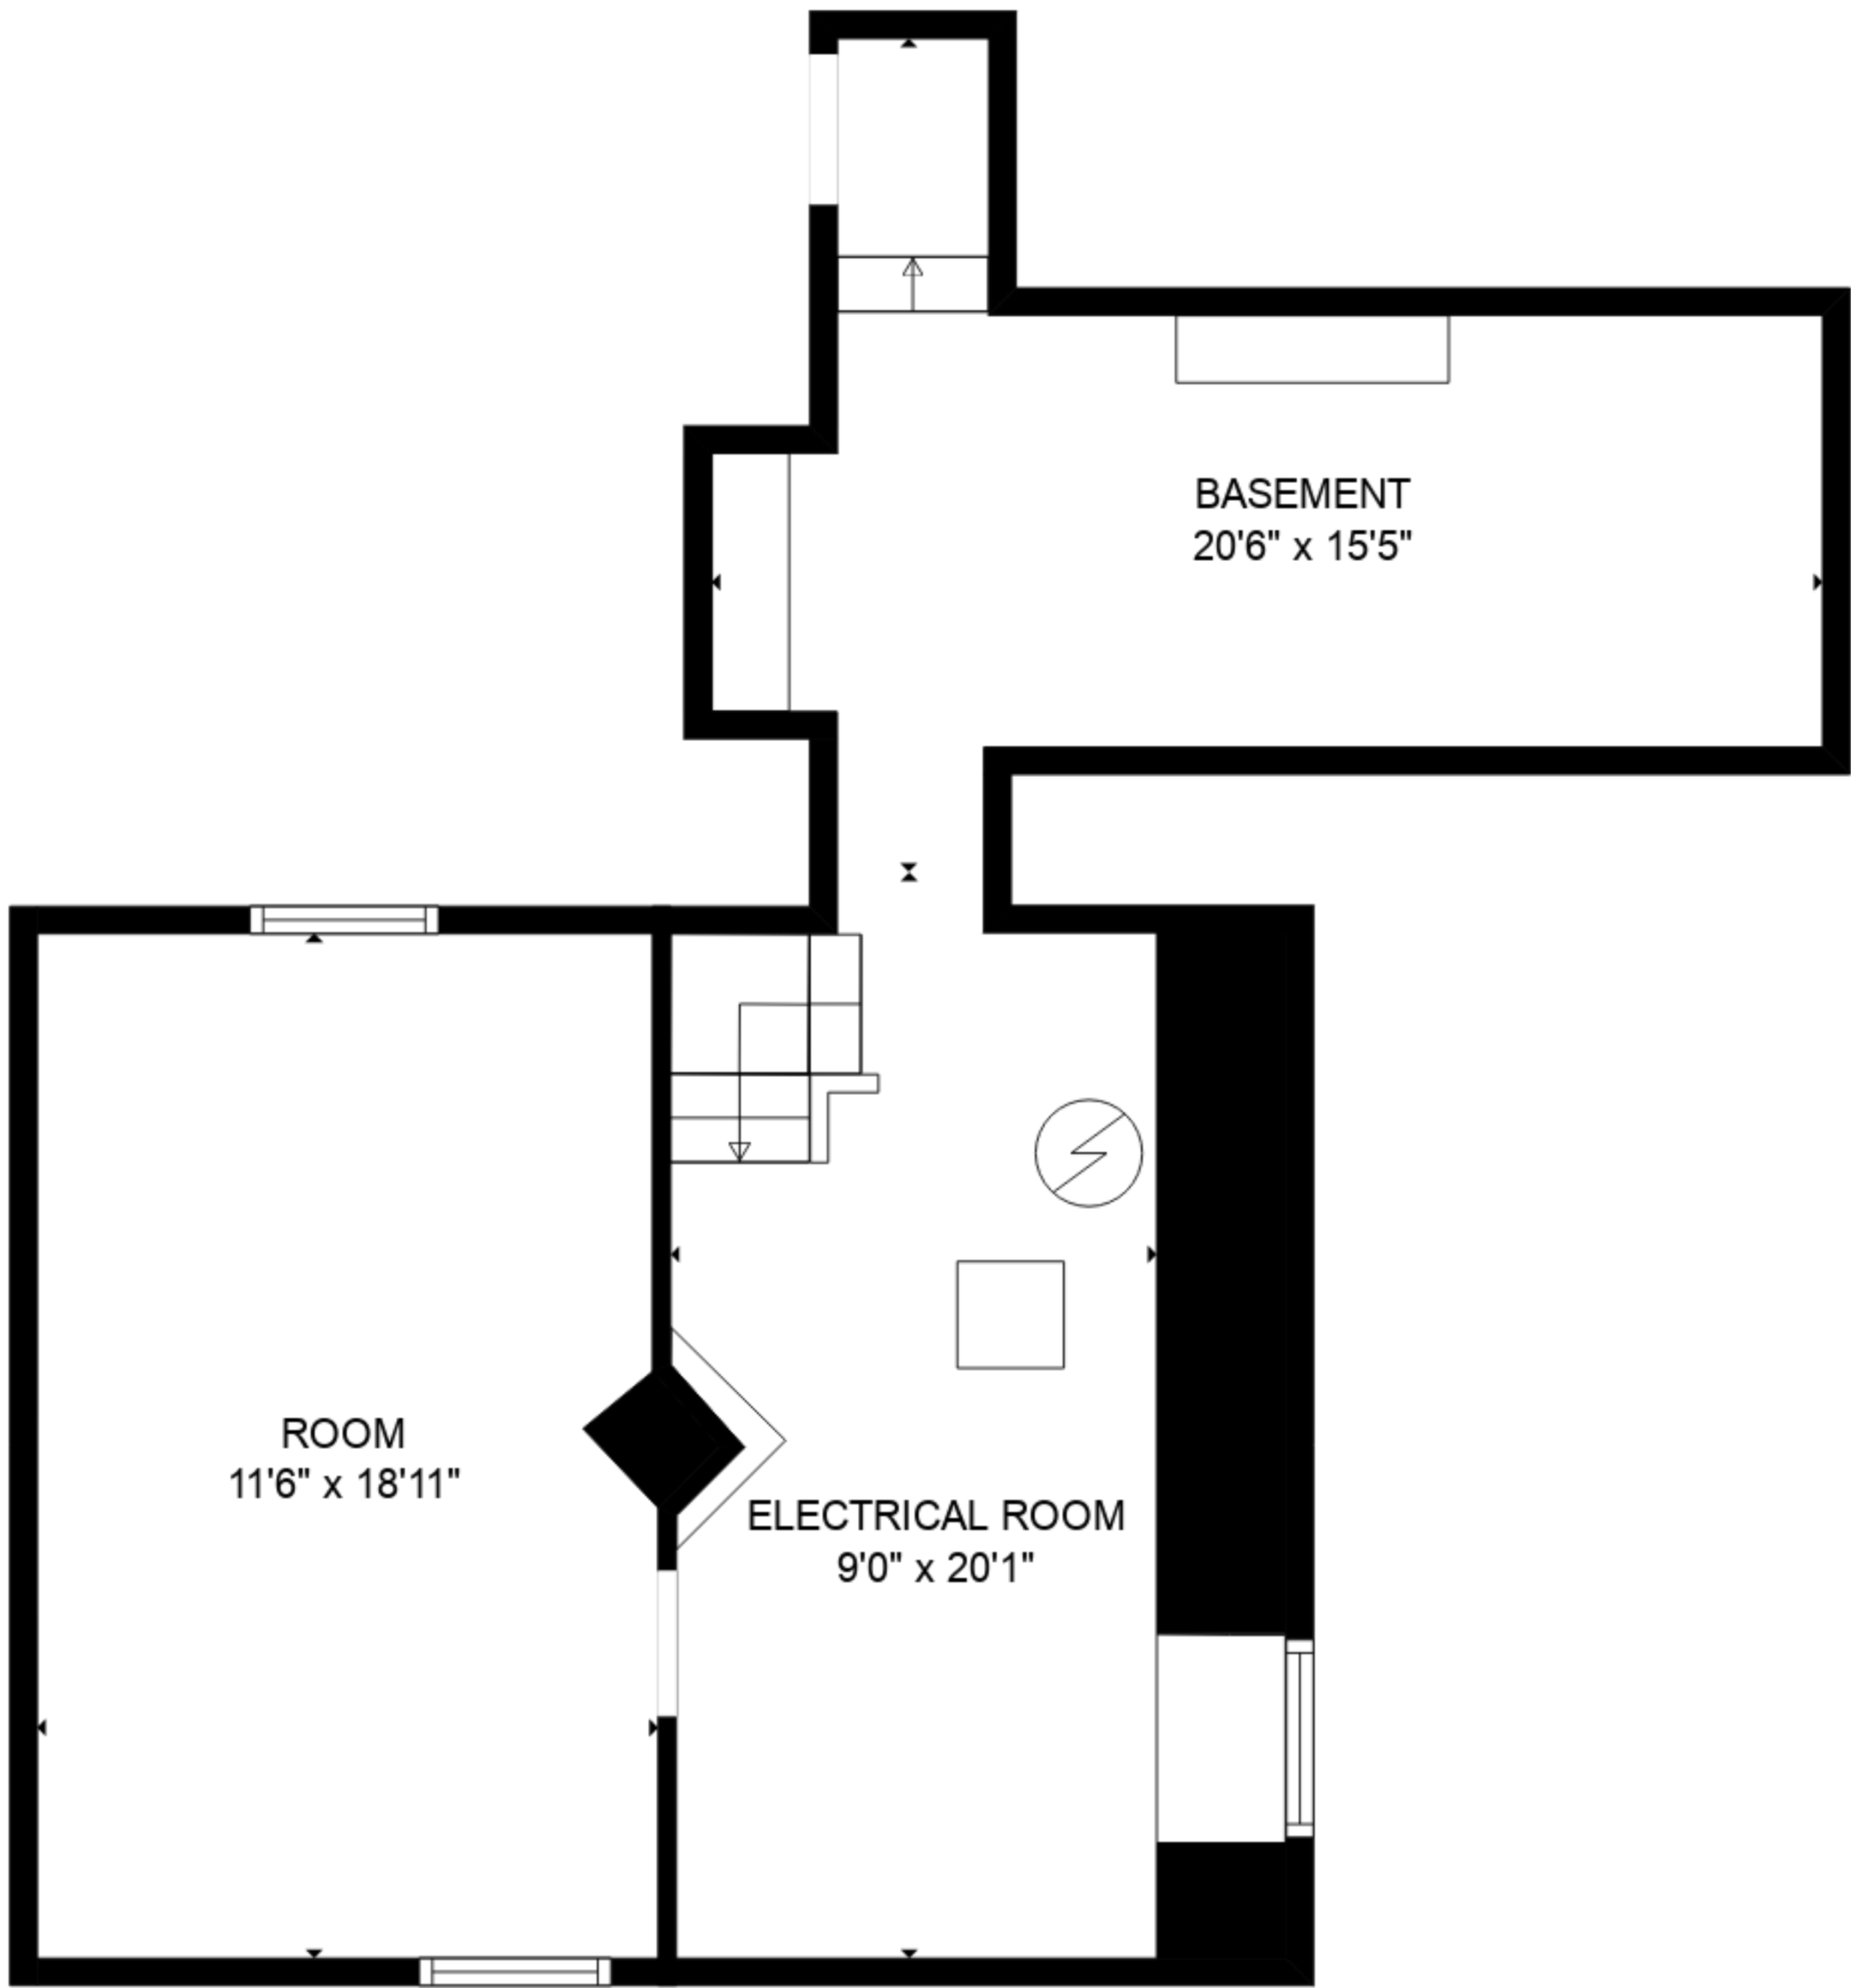 BASEMENT
20'6" x 15'5"
ROOM
11'6" x 18'11"
ELECTRICAL ROOM
9'0" x 20'1"